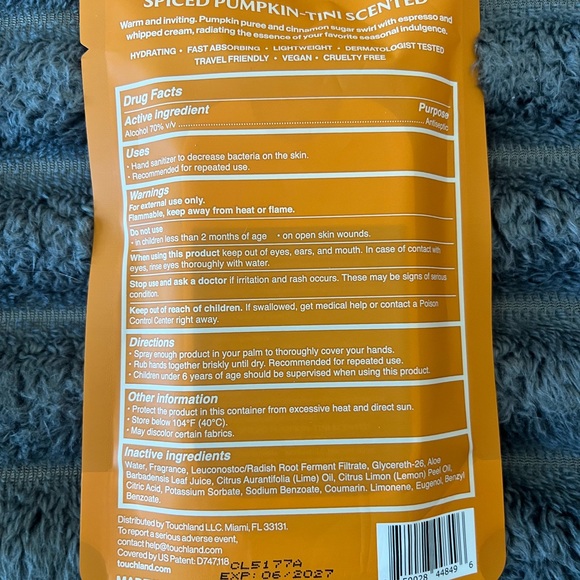 SPICED PUMPKIN-TINI SCENTED
Warm and inviting. Pumpkin puree and cinnamon sugar swirl with espresso and
whipped cream, radiating the essence of your favorite seasonal indulgence.
HYDRATING • FAST ABSORBING • LIGHTWEIGHT • DERMATOLOGIST TESTED
TRAVEL FRIENDLY • VEGAN • CRUELTY FREE
Drug Facts
Active ingredient Purpose
Alcohol 70% v/v Antiseptic
Uses
• Hand sanitizer to decrease bacteria on the skin.
• Recommended for repeated use.
Warnings
For external use only.
Flammable, keep away from heat or flame.
Do not use
• in children less than 2 months of age • on open skin wounds.
When using this product keep out of eyes, ears, and mouth. In case of contact with
eyes, rinse eyes thoroughly with water.
Stop use and ask a doctor if irritation and rash occurs. These may be signs of serious
condition.
Keep out of reach of children. If swallowed, get medical help or contact a Poison
Control Center right away.
Directions
• Spray enough product in your palm to thoroughly cover your hands.
• Rub hands together briskly until dry. Recommended for repeated use.
• Children under 6 years of age should be supervised when using this product.
Other information
• Protect the product in this container from excessive heat and direct sun.
• Store below 104°F (40°C).
• May discolor certain fabrics.
Inactive ingredients
Water, Fragrance, Leuconostoc/Radish Root Ferment Filtrate, Glycereth-26, Aloe
Barbadensis Leaf Juice, Citrus Aurantifolia (Lime) Oil, Citrus Limon (Lemon) Peel Oil,
Citric Acid, Potassium Sorbate, Sodium Benzoate, Coumarin. Limonene, Eugenol, Benzyl
Benzoate.
Distributed by Touchland LLC. Miami, FL 33131.
To report a serious adverse event,
contact help@touchland.com
Covered by US Patent: D747,118
touchland.com
CL5177A
EXP: 06/2027
44849 6